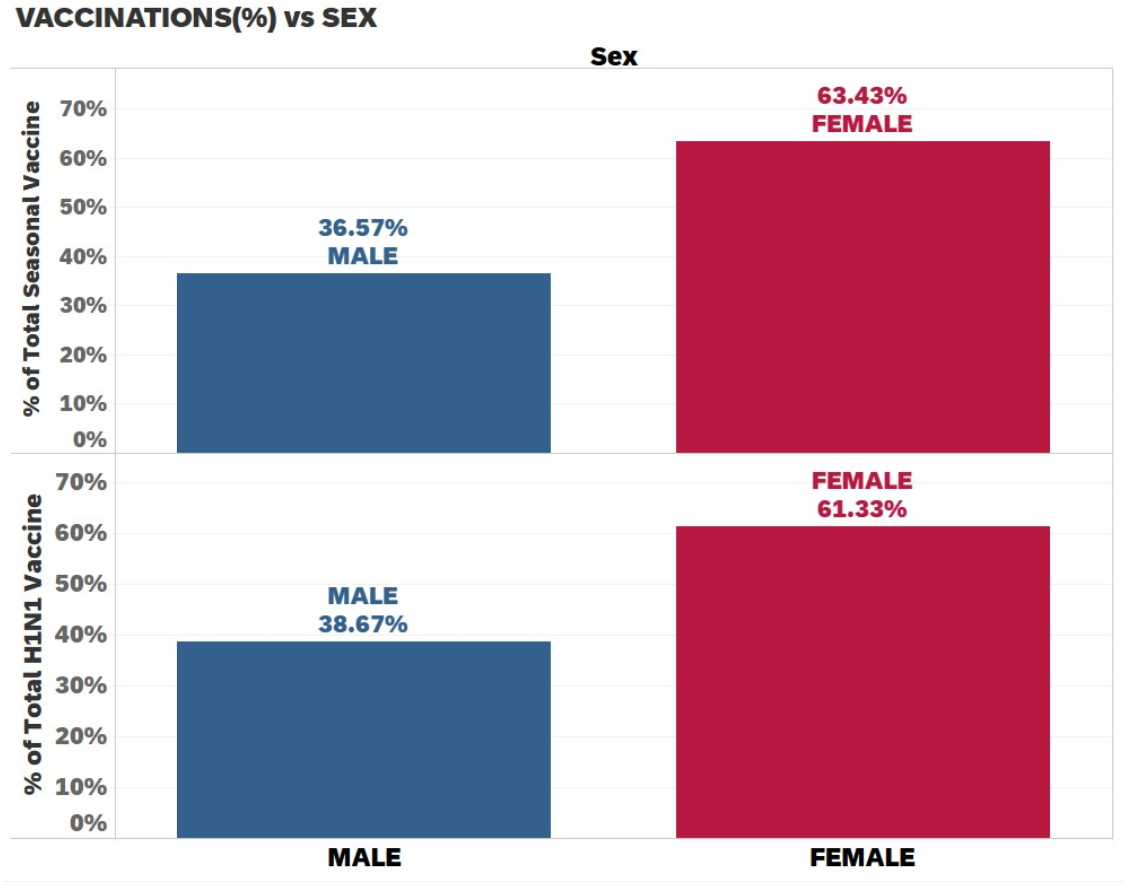 VACCINATIONS(%) vs SEX
Sex
% of Total Seasonal Vaccine
70%
60%
50%
40%
30%
20%
10%
0%
36.57%
MALE
63.43%
FEMALE
% of Total H1N1 Vaccine
70%
60%
50%
40%
30%
20%
10%
0%
MALE
38.67%
FEMALE
61.33%
MALE
FEMALE